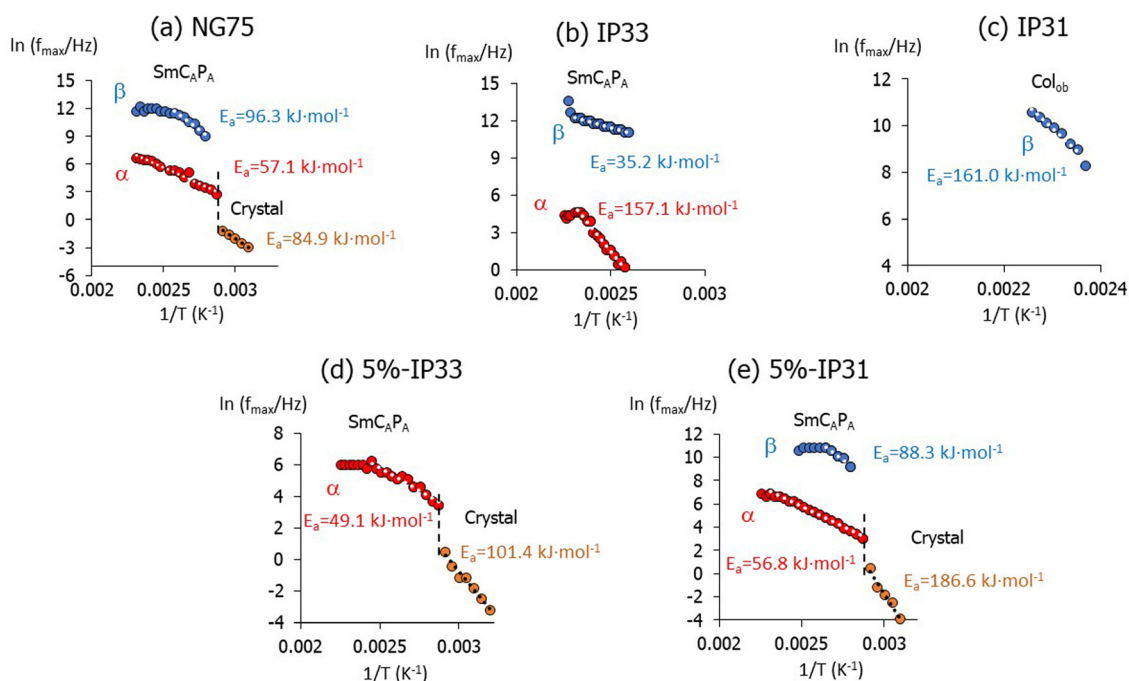 (a) NG75
ln (fmax/Hz)
SmCAPA
15
12
9
6
3
0
-3
-6
β
Ea=96.3 kJ·mol-1
Ea=57.1 kJ·mol-1
α
Crystal
Ea=84.9 kJ·mol-1
0.002
0.0025
0.003
1/T (K-1)
(b) IP33
ln (fmax/Hz)
SmCAPA
15
12
9
6
3
0
β
Ea=35.2 kJ·mol-1
α
Ea=157.1 kJ·mol-1
0.002
0.0025
0.003
1/T (K-1)
(c) IP31
ln (fmax/Hz)
Colob
12
10
8
6
4
β
Ea=161.0 kJ·mol-1
0.002
0.0022
0.0024
1/T (K-1)
(d) 5%-IP33
ln (fmax/Hz)
SmCAPA
8
6
4
2
0
-2
-4
α
Ea=49.1 kJ·mol-1
Crystal
Ea=101.4 kJ·mol-1
0.002
0.0025
0.003
1/T (K-1)
(e) 5%-IP31
ln (fmax/Hz)
SmCAPA
12
10
8
6
4
2
0
-2
-4
β
Ea=88.3 kJ·mol-1
α
Ea=56.8 kJ·mol-1
Crystal
Ea=186.6 kJ·mol-1
0.002
0.0025
0.003
1/T (K-1)